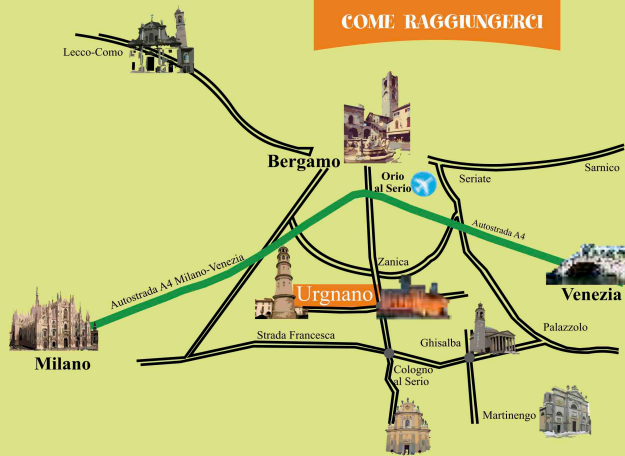 COME RAGGIUNGERCI
Lecco-Como
Bergamo
Orio
al Serio
Seriate
Sarnico
Autostrada A4
Autostrada A4 Milano-Venezia
Zanica
Urgnano
Venezia
Milano
Strada Francesca
Ghisalba
Palazzolo
Cologno
al Serio
Martinengo